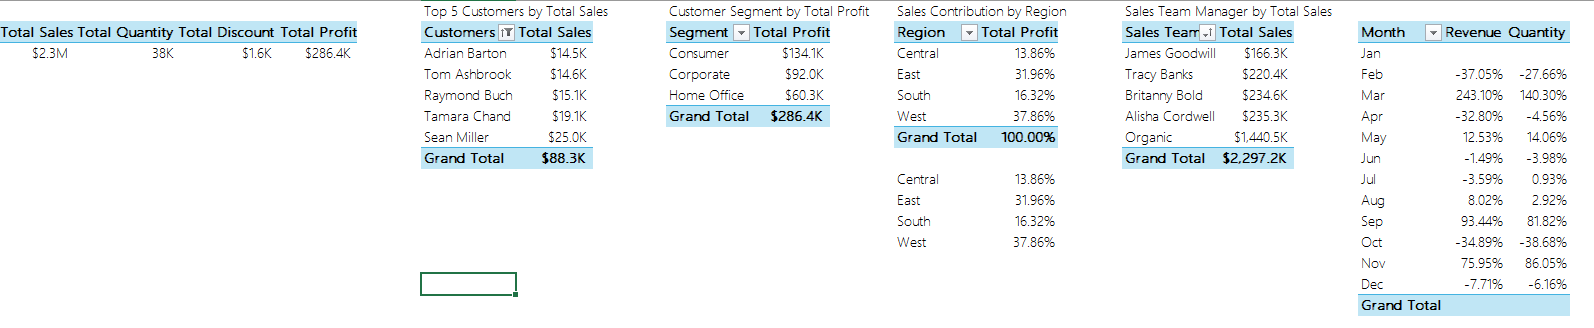 Top 5 Customers by Total Sales Customer Segment by Total Profit Sales Contribution by Region Sales Team Manager by Total Sales
Total Sales Total Quantity Total Discount Total Profit Customers Total Sales Segment Total Profit Region Total Profit Sales Team Total Sales Month Revenue Quantity
$2.3M 38K $1.6K $286.4K Adrian Barton $14.5K Consumer $134.1K Central 13.86% James Goodwill $166.3K Jan
Tom Ashbrook $14.6K Corporate $92.0K East 31.96% Tracy Banks $220.4K Feb -37.05% -27.66%
Raymond Buch $15.1K Home Office $60.3K South 16.32% Britanny Bold $234.6K Mar 243.10% 140.30%
Tamara Chand $19.1K Grand Total $286.4K West 37.86% Alisha Cordwell $235.3K Apr -32.80% -4.56%
Sean Miller $25.0K Grand Total 100.00% Organic $1,440.5K May 12.53% 14.06%
Grand Total $88.3K Grand Total $2,297.2K Jun -1.49% -3.98%
Central 13.86% Jul -3.59% 0.93%
East 31.96% Aug 8.02% 2.92%
South 16.32% Sep 93.44% 81.82%
West 37.86% Oct -34.89% -38.68%
Nov 75.95% 86.05%
Dec -7.71% -6.16%
Grand Total